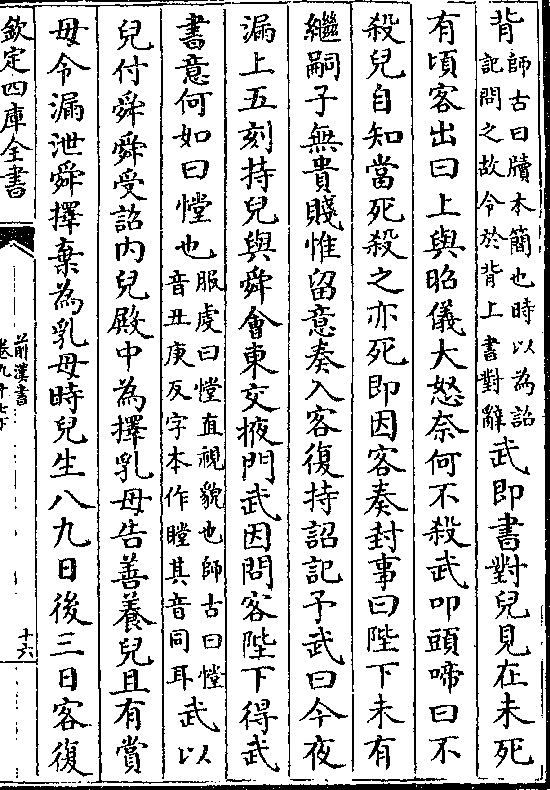 背師古曰牘木簡也時以為詔記問之故令於背上書對辭武即書對兒見在未死
有頃客出曰上與昭儀大怒奈何不殺武叩頭啼曰不
殺兒自知當死殺之亦死即因客奏封事曰陛下未有
繼嗣子無貴賤惟留意奏入客復持詔記予武曰今夜
漏上五刻持兒與舜會東交掖門武因問客陛下得武
書意何如曰憆也服虔曰憆直視貌也師古曰憆音丑庚反字本作瞠其音同耳武以
兒付舜舜受詔內兒殿中為擇乳母告善養兒且有賞
毋令漏泄舜擇棄為乳母時兒生八九日後三日客復
欽定四庫全書
前漢書
卷九十七下
十六